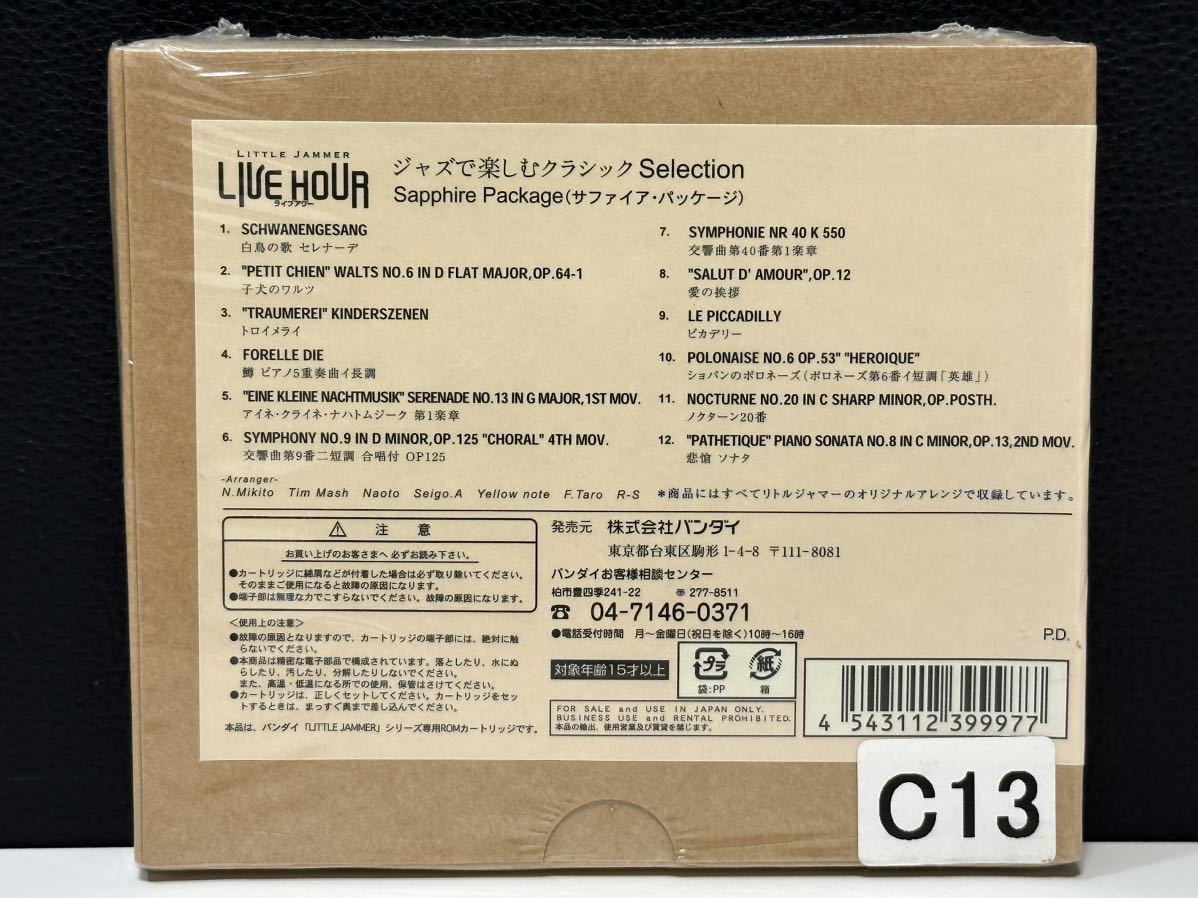 LITTLE JAMMER
LIVE HOUR
ライブアワー
ジャズで楽しむクラシック Selection
Sapphire Package(サファイア・パッケージ)
1. SCHWANENGESANG
白鳥の歌 セレナーデ
2. "PETIT CHIEN" WALTS NO.6 IN D FLAT MAJOR,OP.64-1
子犬のワルツ
3. "TRAUMEREI" KINDERSZENEN
トロイメライ
4. FORELLE DIE
鱒 ピアノ5重奏曲イ長調
5. "EINE KLEINE NACHTMUSIK" SERENADE NO.13 IN G MAJOR,1ST MOV.
アイネ・クライネ・ナハトムジーク 第1楽章
6. SYMPHONY NO.9 IN D MINOR,OP.125 "CHORAL" 4TH MOV.
交響曲第9番ニ短調 合唱付 OP125
7. SYMPHONIE NR 40 K 550
交響曲第40番第1楽章
8. "SALUT D' AMOUR",OP.12
愛の挨拶
9. LE PICCADILLY
ピカデリー
10. POLONAISE NO.6 OP.53" "HEROIQUE"
ショパンのポロネーズ(ポロネーズ第6番イ短調「英雄」)
11. NOCTURNE NO.20 IN C SHARP MINOR,OP.POSTH.
ノクターン20番
12. "PATHETIQUE" PIANO SONATA NO.8 IN C MINOR,OP.13,2ND MOV.
悲愴 ソナタ
-Arranger-
N.Mikito Tim Mash Naoto Seigo.A Yellow note F.Taro R-S *商品にはすべてリトルジャマーのオリジナルアレンジで収録しています。
⚠ 注 意
お買い上げのお客さまへ 必ずお読み下さい。
●カートリッジに綿屑などが付着した場合は必ず取り除いてください。
そのままご使用になると故障の原因になります。
●端子部は無理な力でこすらないでください。故障の原因になります。
<使用上の注意>
●故障の原因となりますので、カートリッジの端子部には、絶対に触
らないでください。
●本商品は精密な電子部品で構成されています。落としたり、水にぬ
らしたり、汚したり、分解したりしないでください。
また、高温・低温になる所での使用、保管はさけてください。
●カートリッジは、正しくセットしてください。カートリッジをセッ
トするときは、まっすぐ奥まで差し込んでください。
本品は、バンダイ「LITTLE JAMMER」シリーズ専用ROMカートリッジです。
発売元 株式会社バンダイ
東京都台東区駒形1-4-8 〒111-8081
バンダイお客様相談センター
柏市豊四季241-22 〒277-8511
☎ 04-7146-0371
●電話受付時間 月~金曜日(祝日を除く)10時~16時
P.D.
対象年齢15才以上
プラ
袋:PP
紙
箱
FOR SALE and USE IN JAPAN ONLY.
BUSINESS USE and RENTAL PROHIBITED.
本品の輸出、使用営業及び賃貸を禁じます。
4 543112 399977
C13